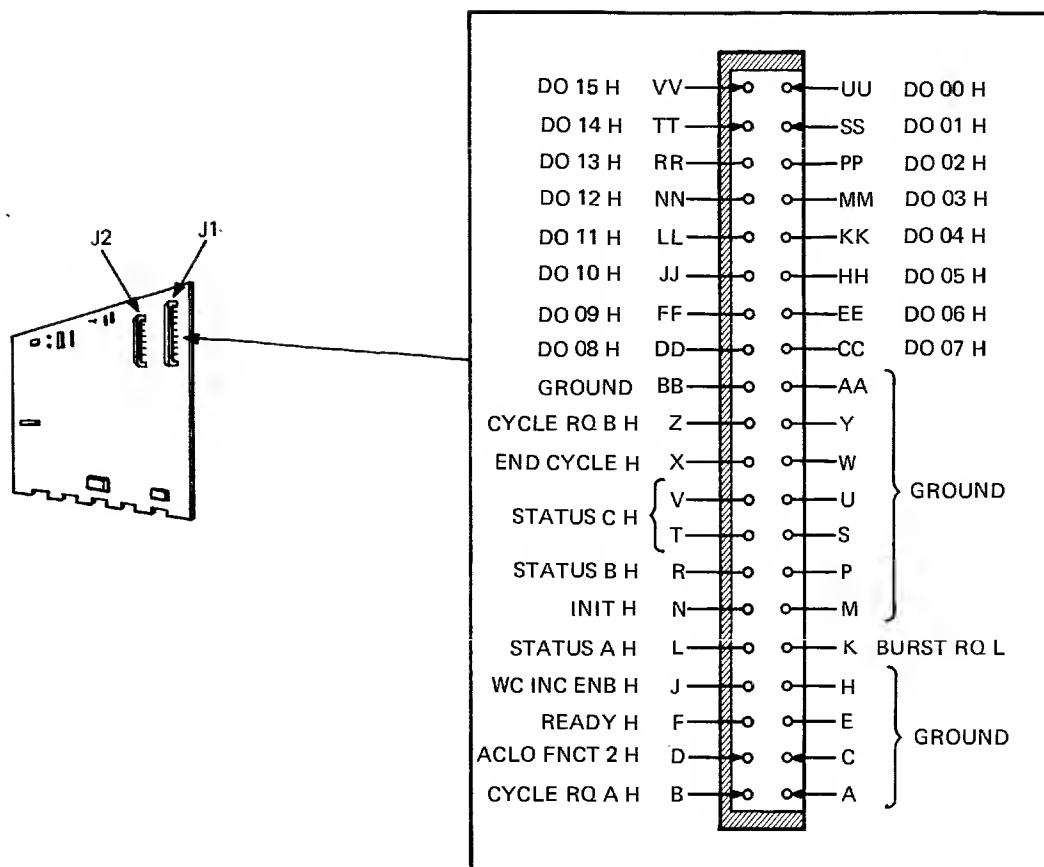 J2
J1
DO 15 H VV UU DO 00 H
DO 14 H TT SS DO 01 H
DO 13 H RR PP DO 02 H
DO 12 H NN MM DO 03 H
DO 11 H LL KK DO 04 H
DO 10 H JJ HH DO 05 H
DO 09 H FF EE DO 06 H
DO 08 H DD CC DO 07 H
GROUND BB AA
CYCLE RQ B H Z Y
END CYCLE H X W
GROUND
V U
STATUS C H
T S
STATUS B H R P
INIT H N M
STATUS A H L K BURST RQ L
WC INC ENB H J H
READY H F E
GROUND
ACLO FNCT 2 H D C
CYCLE RQ A H B A